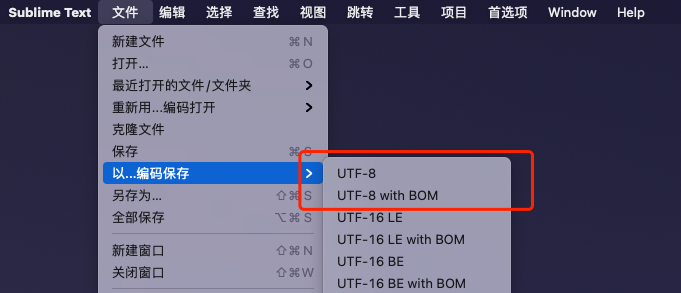 Sublime Text 文件 编辑 选择 查找 视图 跳转 工具 项目 首选项 Window Help
新建文件 ⌘N
打开... ⌘O
最近打开的文件/文件夹
重新用...编码打开
克隆文件
保存 ⌘S
以...编码保存
另存为... ⇧⌘S
全部保存 ⌥⌘S
新建窗口 ⇧⌘N
关闭窗口 ⇧⌘W
UTF-8
UTF-8 with BOM
UTF-16 LE
UTF-16 LE with BOM
UTF-16 BE
UTF-16 BE with BOM